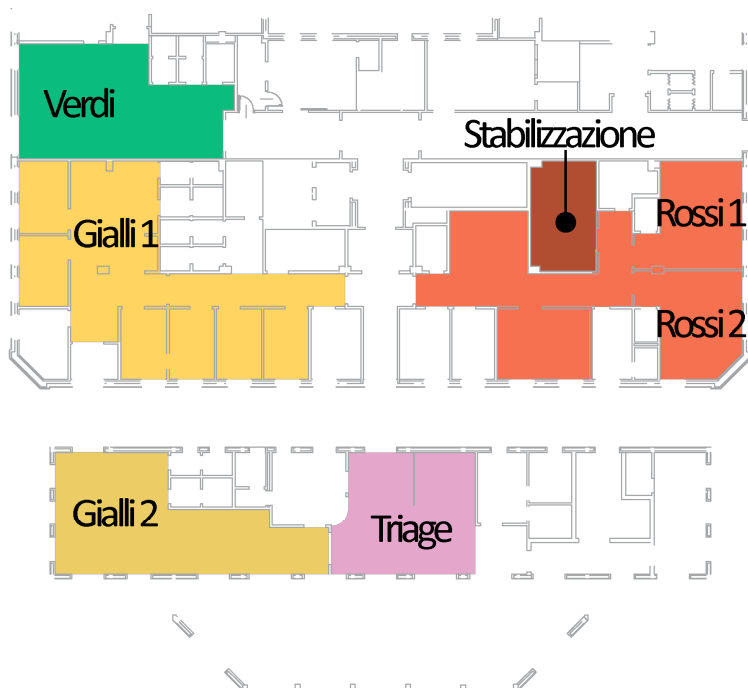 Verdi
Stabilizzazione
Gialli 1
Rossi 1
Rossi 2
Gialli 2
Triage